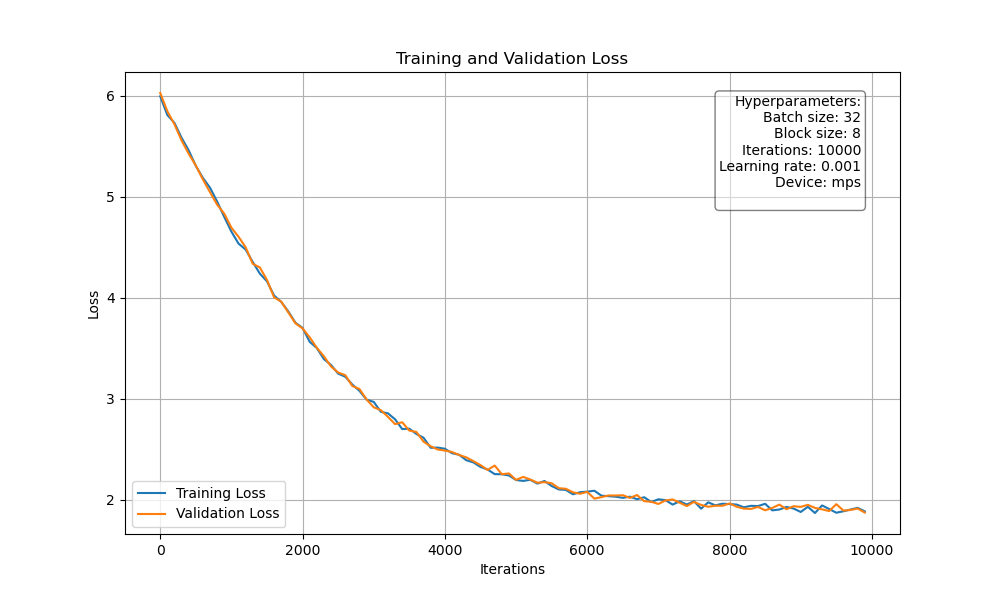 Training and Validation Loss
Hyperparameters:
Batch size: 32
Block size: 8
Iterations: 10000
Learning rate: 0.001
Device: mps
6
5
4
3
2
Loss
Training Loss
Validation Loss
0
2000
4000
6000
8000
10000
Iterations